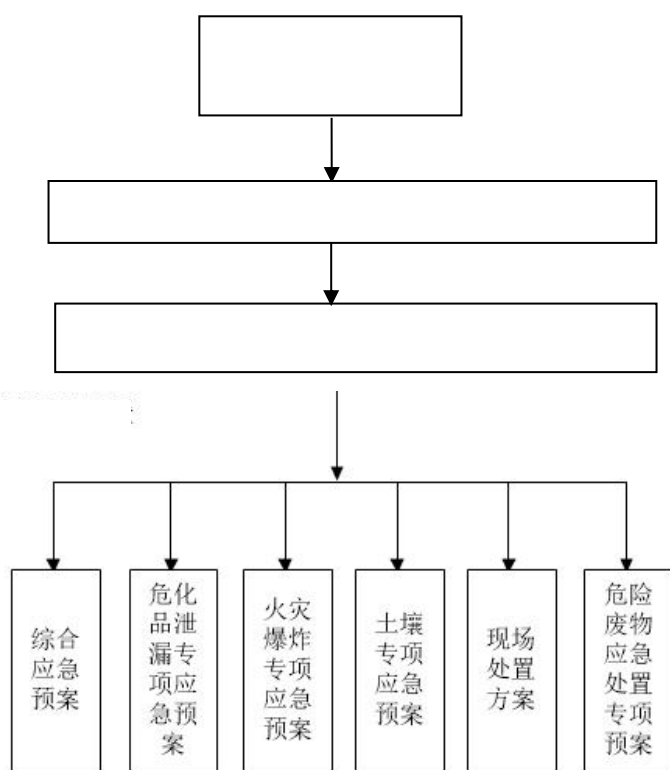 综合
应急
预案
危化
品泄
漏专
项应
急预
案
火灾
爆炸
专项
应急
预案
土壤
专项
应急
预案
现场
处置
方案
危险
废物
应急
处置
专项
预案